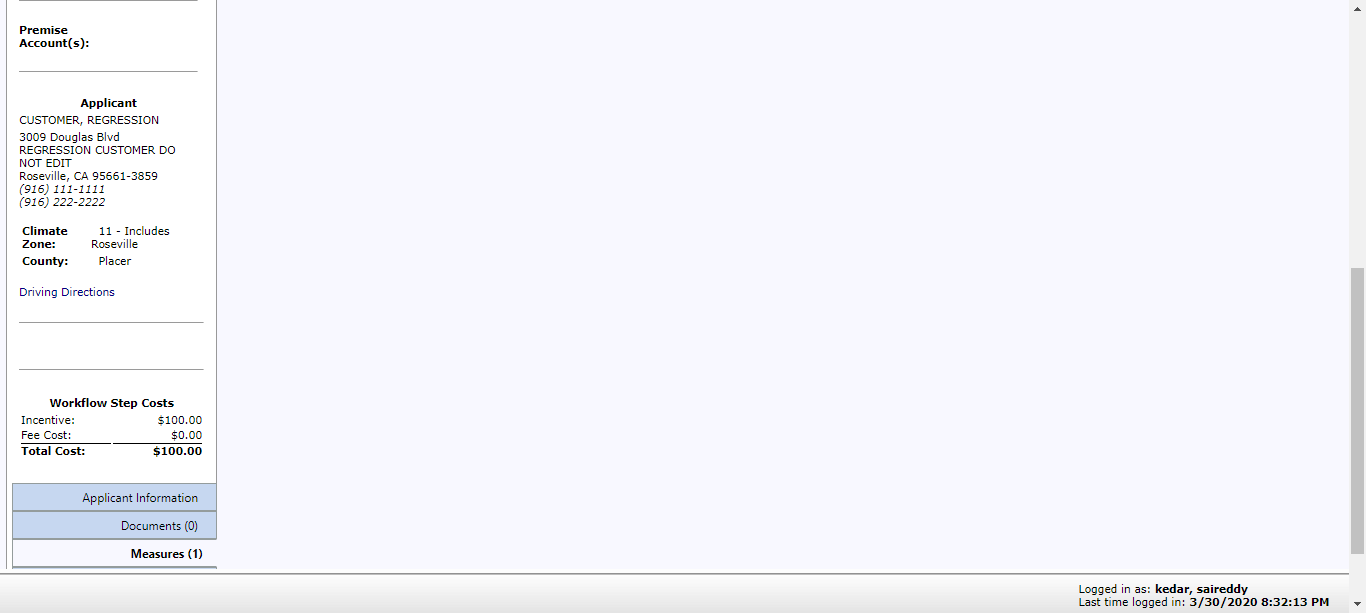 Premise
Account(s):
Applicant
CUSTOMER, REGRESSION
3009 Douglas Blvd
REGRESSION CUSTOMER DO
NOT EDIT
Roseville, CA 95661-3859
(916) 111-1111
(916) 222-2222
Climate Zone: 11 - Includes Roseville
County: Placer
Driving Directions
Workflow Step Costs
Incentive: $100.00
Fee Cost: $0.00
Total Cost: $100.00
Applicant Information
Documents (0)
Measures (1)
Logged in as: kedar, saireddy
Last time logged in: 3/30/2020 8:32:13 PM